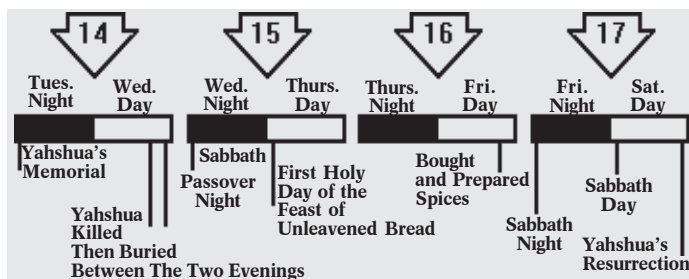 14
15
16
17
Tues. Night
Wed. Day
Wed. Night
Thurs. Day
Thurs. Night
Fri. Day
Fri. Night
Sat. Day
Yahshua's
Memorial
Yahshua
Killed
Then Buried
Between The Two Evenings
Sabbath
Passover
Night
First Holy
Day of the
Feast of
Unleavened Bread
Bought
and Prepared
Spices
Sabbath
Night
Sabbath
Day
Yahshua's
Resurrection